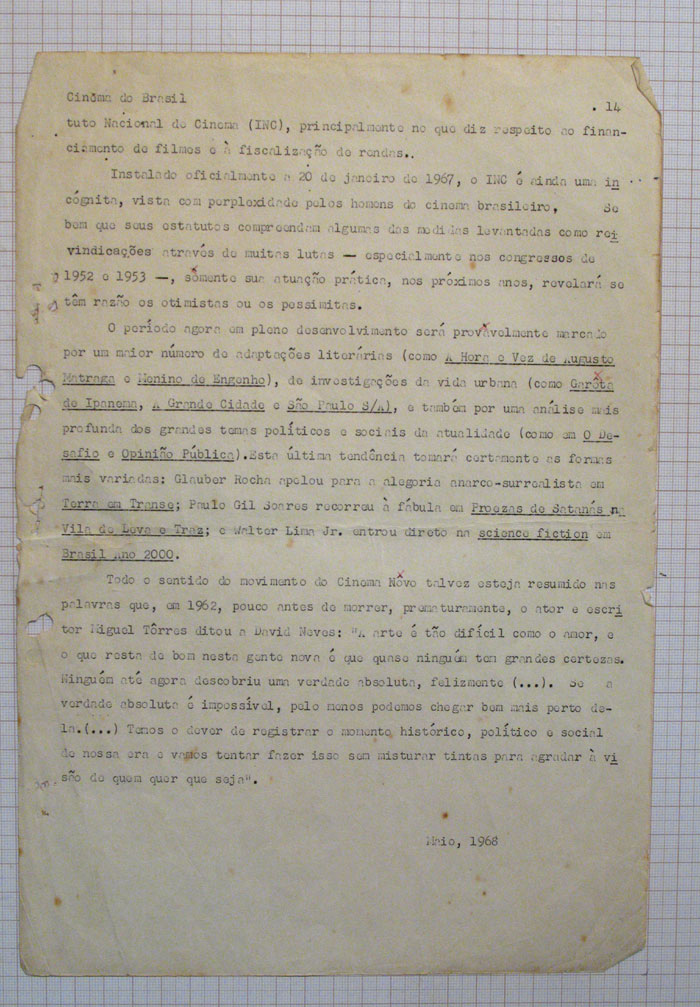 Cinema do Brasil
. 14
tuto Nacional de Cinema (INC), principalmente no que diz respeito ao finan-
ciamento de filmes e à fiscalização de rendas..
Instalado oficialmente a 20 de janeiro de 1967, o INC é ainda uma in
cógnita, vista com perplexidade pelos homens do cinema brasileiro, Se
bem que seus estatutos compreendam algumas das medidas levantadas como rei
vindicações através de muitas lutas — especialmente nos congressos de
1952 e 1953 —, sòmente sua atuação prática, nos próximos anos, revelará se
têm razão os otimistas ou os pessimitas.
O período agora em pleno desenvolvimento será provàvelmente marcado
por um maior número de adaptações literárias (como A Hora e Vez de Augusto
Matraga e Menino de Engenho), de investigações da vida urbana (como Garôta
de Ipanema, A Grande Cidade e São Paulo S/A), e também por uma análise mais
profunda dos grandes temas políticos e sociais da atualidade (como em O De-
safio e Opinião Pública).Esta última tendência tomará certamente as formas
mais variadas: Glauber Rocha apelou para a alegoria anarco-surrealista em
Terra em Transe; Paulo Gil Soares recorreu à fábula em Proezas de Satanás na
Vila de Leva e Traz; e Walter Lima Jr. entrou direto na science fiction em
Brasil Ano 2000.
Todo o sentido do movimento do Cinema Nôvo talvez esteja resumido nas
palavras que, em 1962, pouco antes de morrer, prematuramente, o ator e escri
tor Miguel Tôrres ditou a David Neves: "A arte é tão difícil como o amor, e
o que resta de bom nesta gente nova é que quase ninguém tem grandes certezas.
Ninguém até agora descobriu uma verdade absoluta, felizmente (...). Se a
verdade absoluta é impossível, pelo menos podemos chegar bem mais perto de-
la.(...) Temos o dever de registrar o momento histórico, político e social
de nossa era e vamos tentar fazer isso sem misturar tintas para agradar à vi
são de quem quer que seja".
Maio, 1968